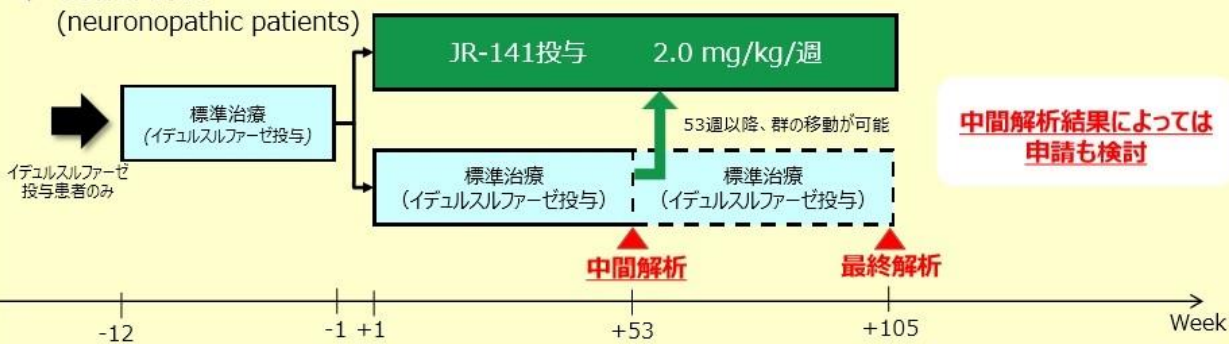 (neuronopathic patients)
JR-141投与 2.0 mg/kg/週
標準治療
(イデュルスルファーゼ投与)
イデュルスルファーゼ
投与患者のみ
53週以降、群の移動が可能
標準治療
（イデュルスルファーゼ投与）
標準治療
（イデュルスルファーゼ投与）
中間解析結果によっては
申請も検討
中間解析
最終解析
-12
-1
+1
+53
+105
Week